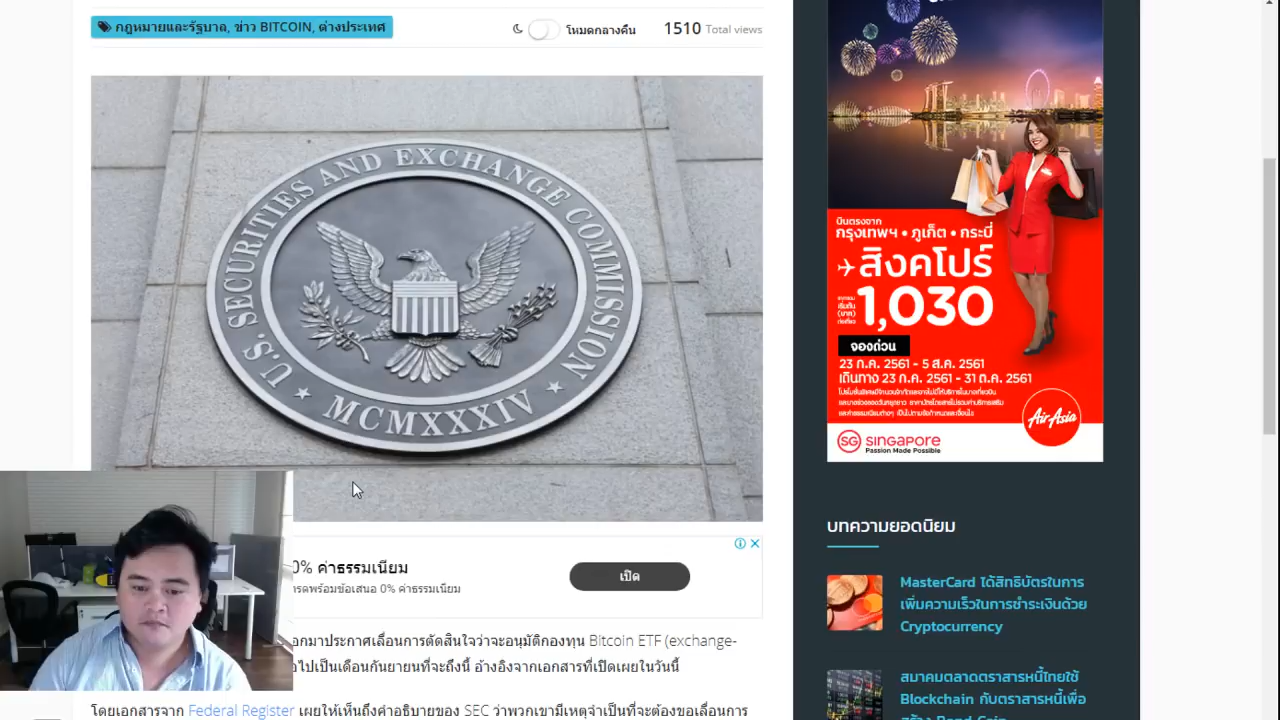 กฎหมายและรัฐบาล, ข่าว BITCOIN, ต่างประเทศ
โหมดกลางคืน
1510 Total views
U.S. SECURITIES AND EXCHANGE COMMISSION
MCMXXXIV
0% ค่าธรรมเนียม
ทรดพร้อมข้อเสนอ 0% ค่าธรรมเนียม
เปิด
อกมาประกาศเลื่อนการตัดสินใจว่าจะอนุมัติกองทุน Bitcoin ETF (exchange-
ไปเป็นเดือนกันยายนที่จะถึงนี้ อ้างอิงจากเอกสารที่เปิดเผยในวันนี้
โดยเอกสารจาก Federal Register เผยให้เห็นถึงคำอธิบายของ SEC ว่าพวกเขามีเหตุจำเป็นที่จะต้องขอเลื่อนการ
บินตรงจาก
กรุงเทพฯ • ภูเก็ต • กระบี่
สิงคโปร์
1,030
จองด่วน
23 ก.ค. 2561 - 5 ส.ค. 2561
เดินทาง 23 ก.ค. 2561 - 31 ต.ค. 2561
AirAsia
SG SINGAPORE
Passion Made Possible
บทความยอดนิยม
MasterCard ได้สิทธิบัตรในการ
เพิ่มความเร็วในการชำระเงินด้วย
Cryptocurrency
สมาคมตลาดตราสารหนี้ไทยใช้
Blockchain กับตราสารหนี้เพื่อ